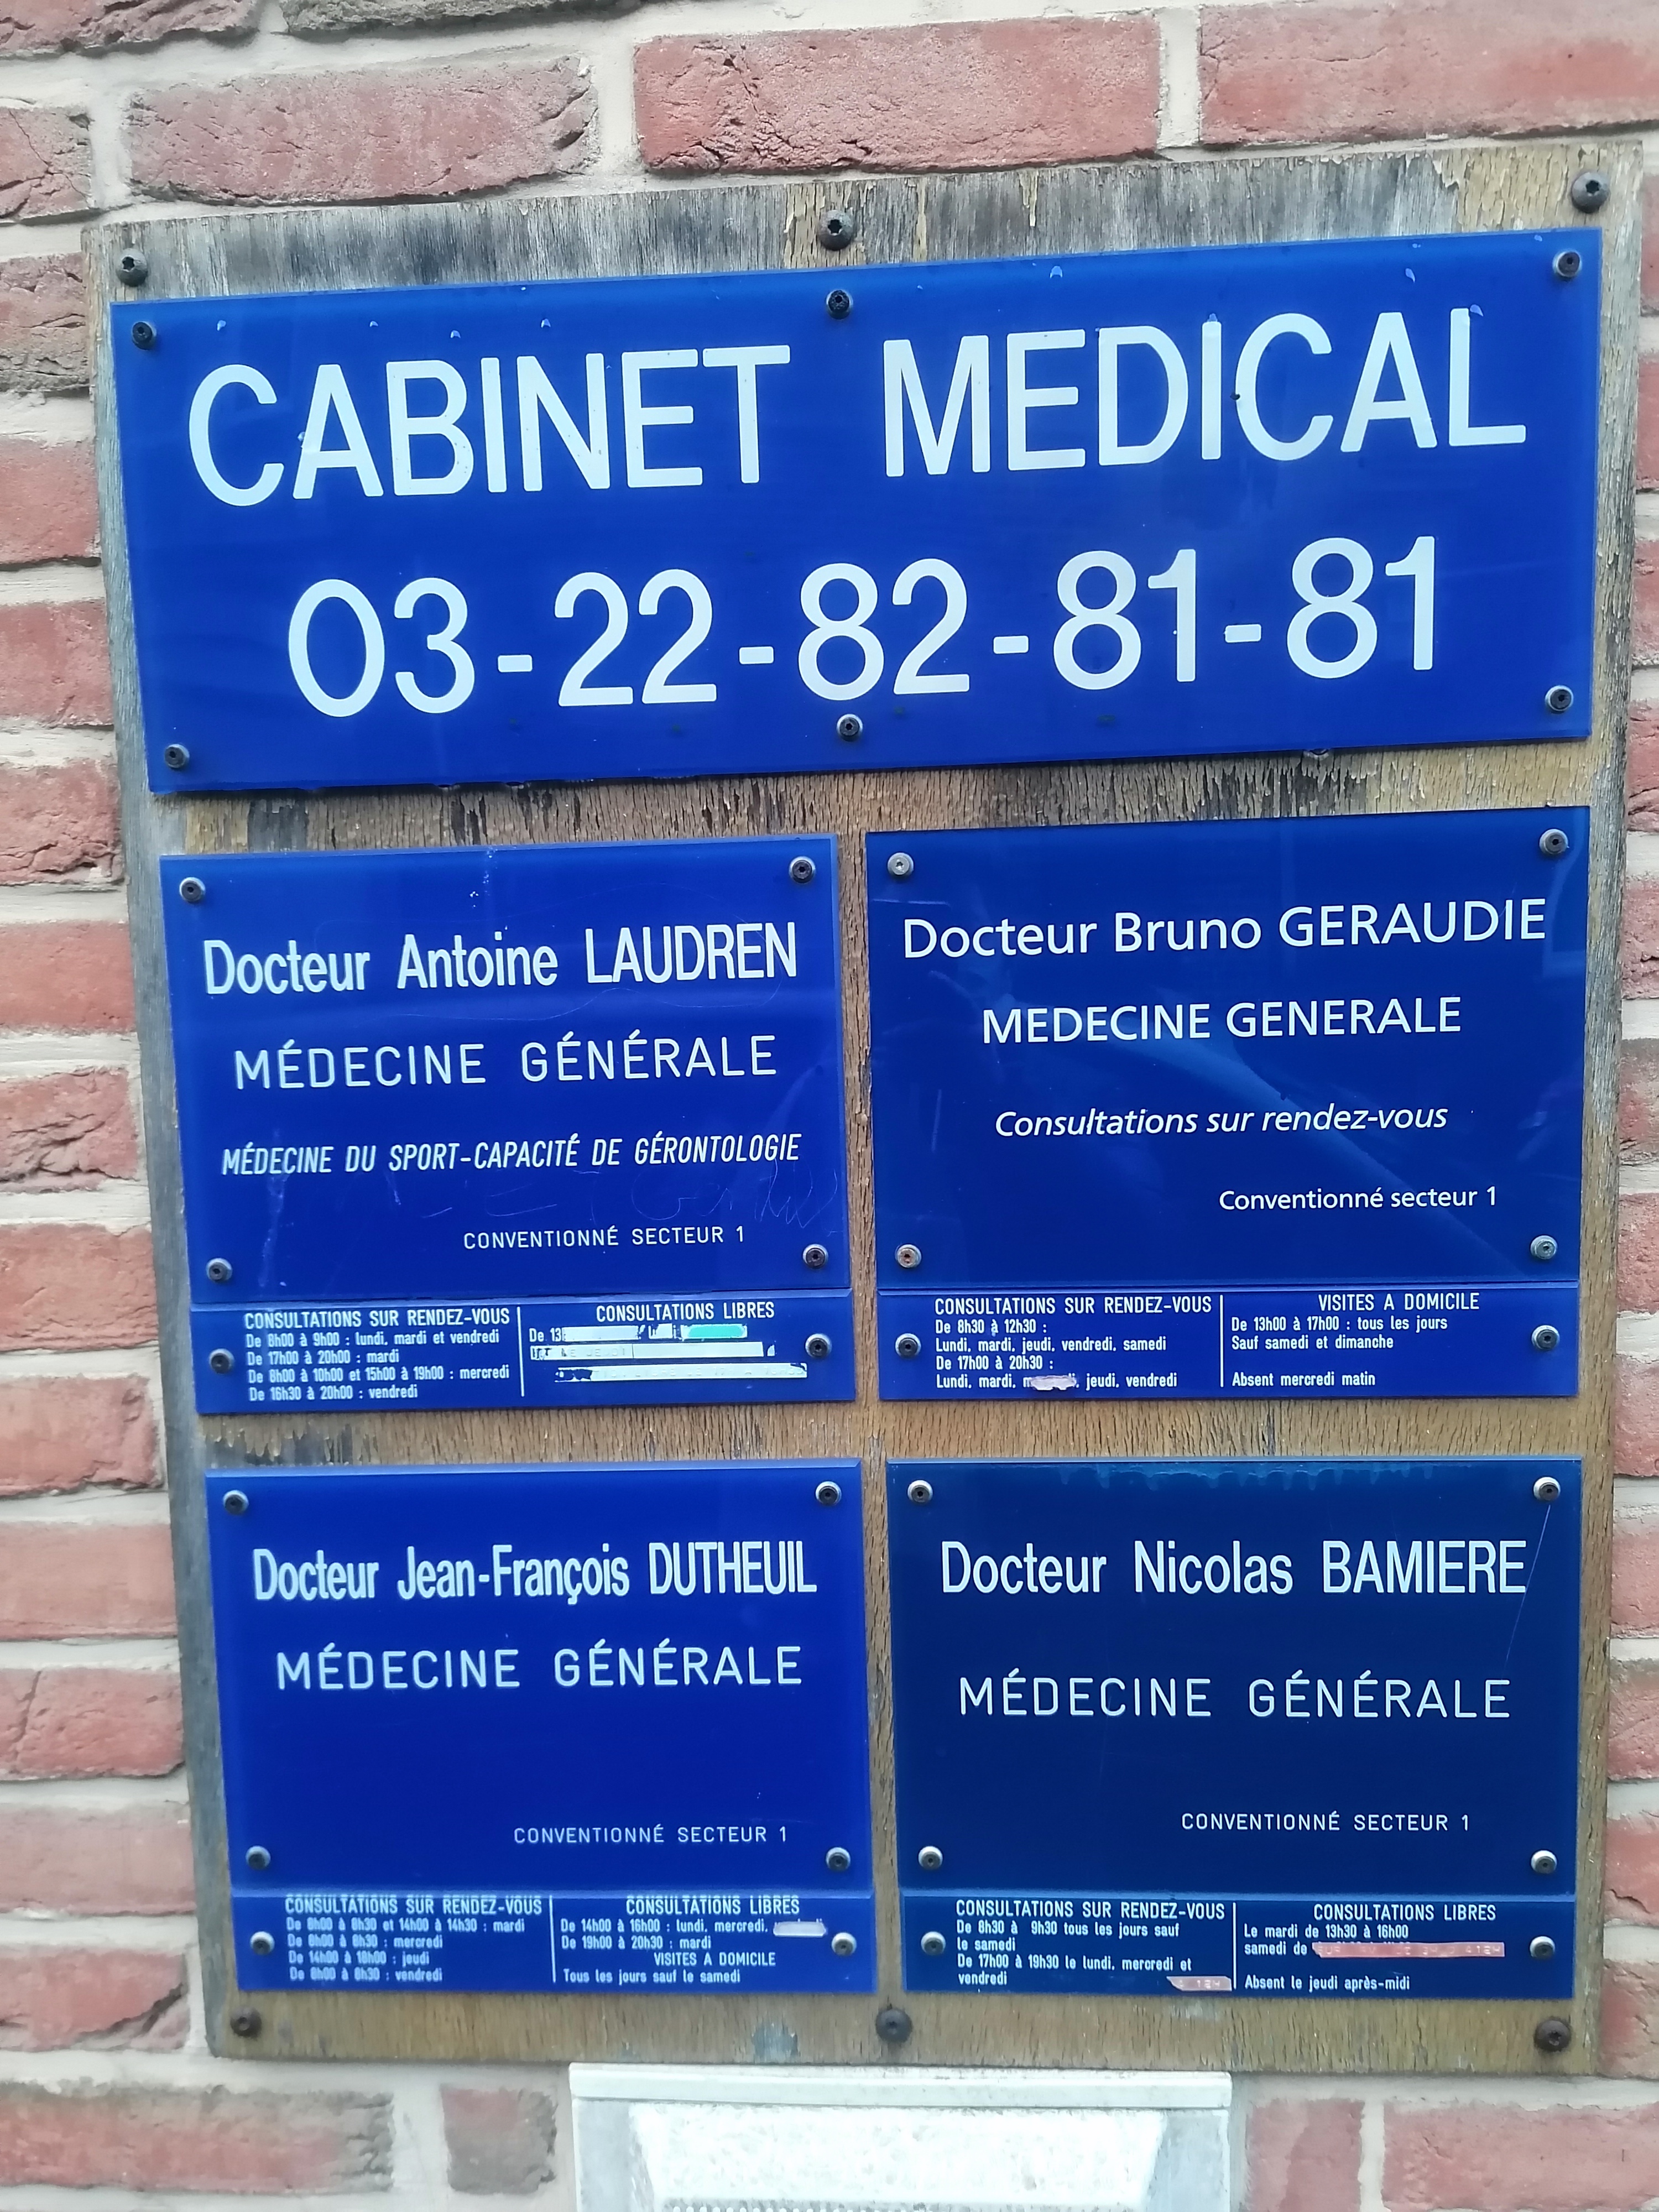 CABINET MEDICAL
03-22-82-81-81
Docteur Antoine LAUDREN
MÉDECINE GÉNÉRALE
MÉDECINE DU SPORT-CAPACITÉ DE GÉRONTOLOGIE
CONVENTIONNÉ SECTEUR 1
CONSULTATIONS SUR RENDEZ-VOUS
De 8h00 à 9h00 : lundi, mardi et vendredi
De 17h00 à 20h00 : mardi
De 8h00 à 10h00 et 15h00 à 19h00 : mercredi
De 16h30 à 20h00 : vendredi
CONSULTATIONS LIBRES
De 13
Docteur Bruno GERAUDIE
MEDECINE GENERALE
Consultations sur rendez-vous
Conventionné secteur 1
CONSULTATIONS SUR RENDEZ-VOUS
De 8h30 à 12h30 :
Lundi, mardi, jeudi, vendredi, samedi
De 17h00 à 20h30 :
Lundi, mardi, jeudi, vendredi
VISITES A DOMICILE
De 13h00 à 17h00 : tous les jours
Sauf samedi et dimanche
Absent mercredi matin
Docteur Jean-François DUTHEUIL
MÉDECINE GÉNÉRALE
CONVENTIONNÉ SECTEUR 1
CONSULTATIONS SUR RENDEZ-VOUS
De 8h00 à 8h30 et 14h00 à 14h30 : mardi
De 8h00 à 8h30 : mercredi
De 14h00 à 18h00 : jeudi
De 8h00 à 8h30 : vendredi
CONSULTATIONS LIBRES
De 14h00 à 16h00 : lundi, mercredi,
De 19h00 à 20h30 : mardi
VISITES A DOMICILE
Tous les jours sauf le samedi
Docteur Nicolas BAMIERE
MÉDECINE GÉNÉRALE
CONVENTIONNÉ SECTEUR 1
CONSULTATIONS SUR RENDEZ-VOUS
De 8h30 à 9h30 tous les jours sauf
le samedi
De 17h00 à 19h30 le lundi, mercredi et
vendredi
CONSULTATIONS LIBRES
Le mardi de 13h30 à 16h00
samedi de
Absent le jeudi après-midi